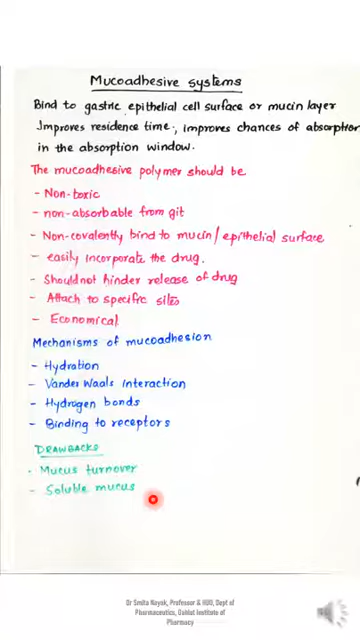 Mucoadhesive systems
Bind to gastric epithelial cell surface or mucin layer
Improves residence time, improves chances of absorption
in the absorption window.
The mucoadhesive polymer should be
- Non-toxic
- non-absorbable from git
- Non-covalently bind to mucin/epithelial surface
- easily incorporate the drug.
- Should not hinder release of drug
- Attach to specific sites
- Economical
Mechanisms of mucoadhesion
- Hydration
- Vander Waals interaction
- Hydrogen bonds
- Binding to receptors
DRAWBACKS
- Mucus turnover
- Soluble mucus
Dr Smita Nayak, Professor & HOD, Dept of
Pharmaceutics, Gahlot Institute of
Pharmacy